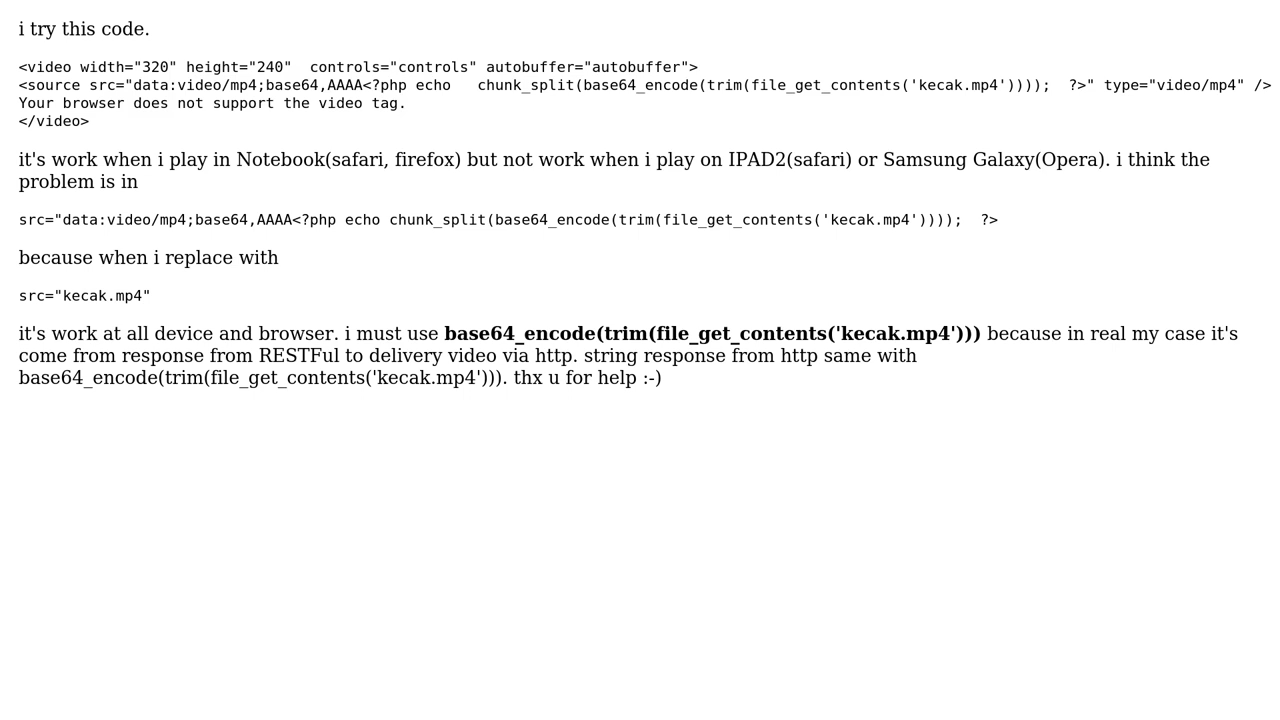 i try this code.
<video width="320" height="240"  controls="controls" autobuffer="autobuffer">
<source src="data:video/mp4;base64,AAAA<?php echo   chunk_split(base64_encode(trim(file_get_contents('kecak.mp4'))));  ?>" type="video/mp4" />
Your browser does not support the video tag.
</video>
it's work when i play in Notebook(safari, firefox) but not work when i play on IPAD2(safari) or Samsung Galaxy(Opera). i think the
problem is in
src="data:video/mp4;base64,AAAA<?php echo chunk_split(base64_encode(trim(file_get_contents('kecak.mp4'))));  ?>
because when i replace with
src="kecak.mp4"
it's work at all device and browser. i must use base64_encode(trim(file_get_contents('kecak.mp4'))) because in real my case it's
come from response from RESTFul to delivery video via http. string response from http same with
base64_encode(trim(file_get_contents('kecak.mp4'))). thx u for help :-)